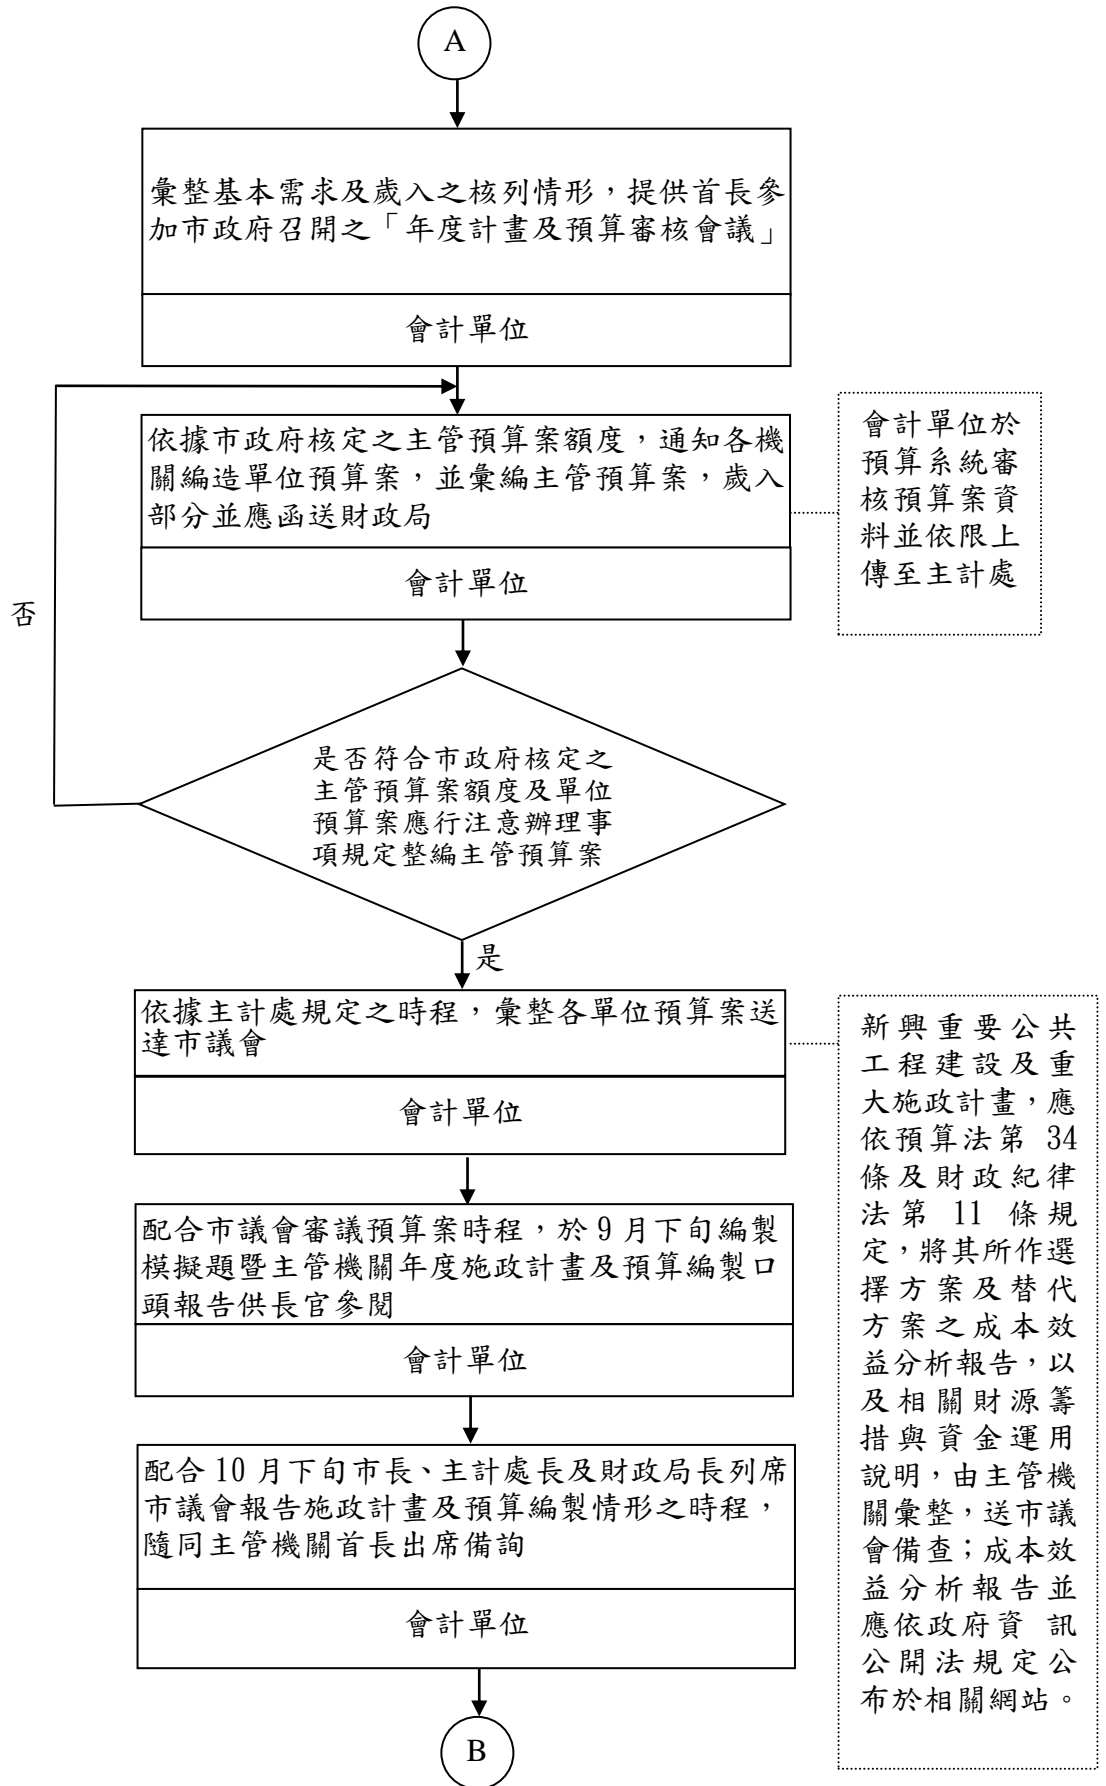 A
彙整基本需求及歲入之核列情形，提供首長參
加市政府召開之「年度計畫及預算審核會議」
會計單位
依據市政府核定之主管預算案額度，通知各機
關編造單位預算案，並彙編主管預算案，歲入
部分並應函送財政局
會計單位
會計單位於
預算系統審
核預算案資
料並依限上
傳至主計處
否
是否符合市政府核定之
主管預算案額度及單位
預算案應行注意辦理事
項規定整編主管預算案
是
依據主計處規定之時程，彙整各單位預算案送
達市議會
會計單位
新興重要公共
工程建設及重
大施政計畫，應
依預算法第 34
條及財政紀律
法第 11 條規
定，將其所作選
擇方案及替代
方案之成本效
益分析報告，以
及相關財源籌
措與資金運用
說明，由主管機
關彙整，送市議
會備查；成本效
益分析報告並
應依政府資 訊
公開法規定公
布於相關網站。
配合市議會審議預算案時程，於 9 月下旬編製
模擬題暨主管機關年度施政計畫及預算編製口
頭報告供長官參閱
會計單位
配合 10 月下旬市長、主計處長及財政局長列席
市議會報告施政計畫及預算編製情形之時程，
隨同主管機關首長出席備詢
會計單位
B